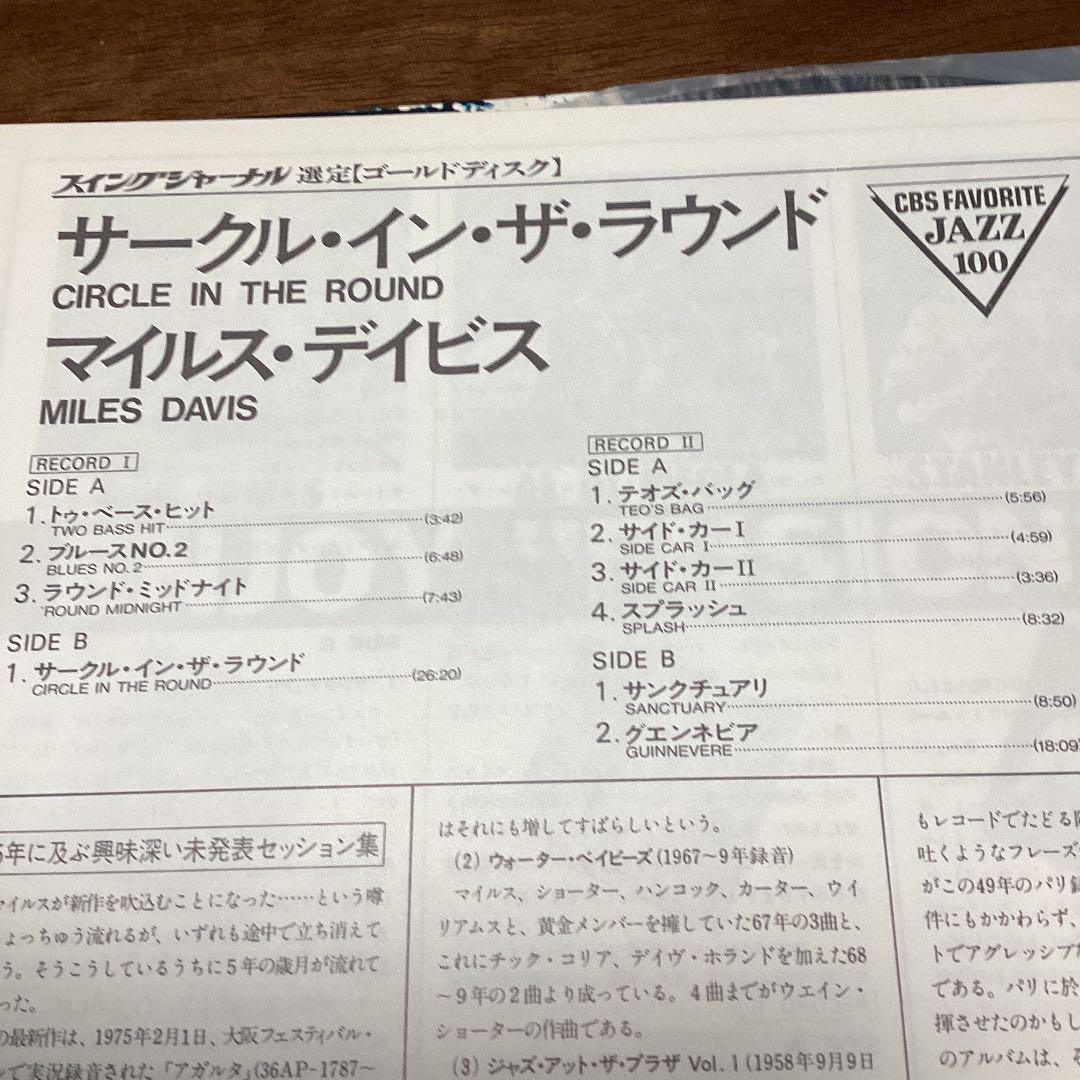 スイングジャーナル 選定【ゴールドディスク】
サークル・イン・ザ・ラウンド
CIRCLE IN THE ROUND
マイルス・デイビス
MILES DAVIS
CBS FAVORITE
JAZZ
100
RECORD I
SIDE A
1. トゥ・ベース・ヒット
TWO BASS HIT (3:42)
2. ブルースNO.2
BLUES NO.2 (6:48)
3. ラウンド・ミッドナイト
'ROUND MIDNIGHT (7:43)
SIDE B
1. サークル・イン・ザ・ラウンド
CIRCLE IN THE ROUND (26:20)
RECORD II
SIDE A
1. テオズ・バッグ
TEO'S BAG (5:56)
2. サイド・カーI
SIDE CAR I (4:59)
3. サイド・カーII
SIDE CAR II (3:36)
4. スプラッシュ
SPLASH (8:32)
SIDE B
1. サンクチュアリ
SANCTUARY (8:50)
2. グエンネビア
GUINNEVERE (18:09)
5年に及ぶ興味深い未発表セッション集
マイルスが新作を吹込むことになった……という噂
ょっちゅう流れるが、いずれも途中で立ち消えて
う。そうこうしているうちに5年の歳月が流れて
った。
の最新作は、1975年2月1日、大阪フェスティバル・
ルで実況録音された「アガルタ」(36AP-1787~
はそれにも増してすばらしいという。
(2) ウォーター・ベイビーズ(1967~9年録音)
マイルス、ショーター、ハンコック、カーター、ウイ
リアムスと、黄金メンバーを擁していた67年の3曲と、
これにチック・コリア、デイヴ・ホランドを加えた68
~9年の2曲より成っている。4曲までがウエイン・
ショーターの作曲である。
(3) ジャズ・アット・ザ・プラザ Vol.1(1958年9月9日
もレコードでたどる
吐くようなフレーズ
がこの49年のパリ録
件にもかかわらず、
トでアグレッシブ
である。パリに於
揮させたのかもし
のアルバムは、